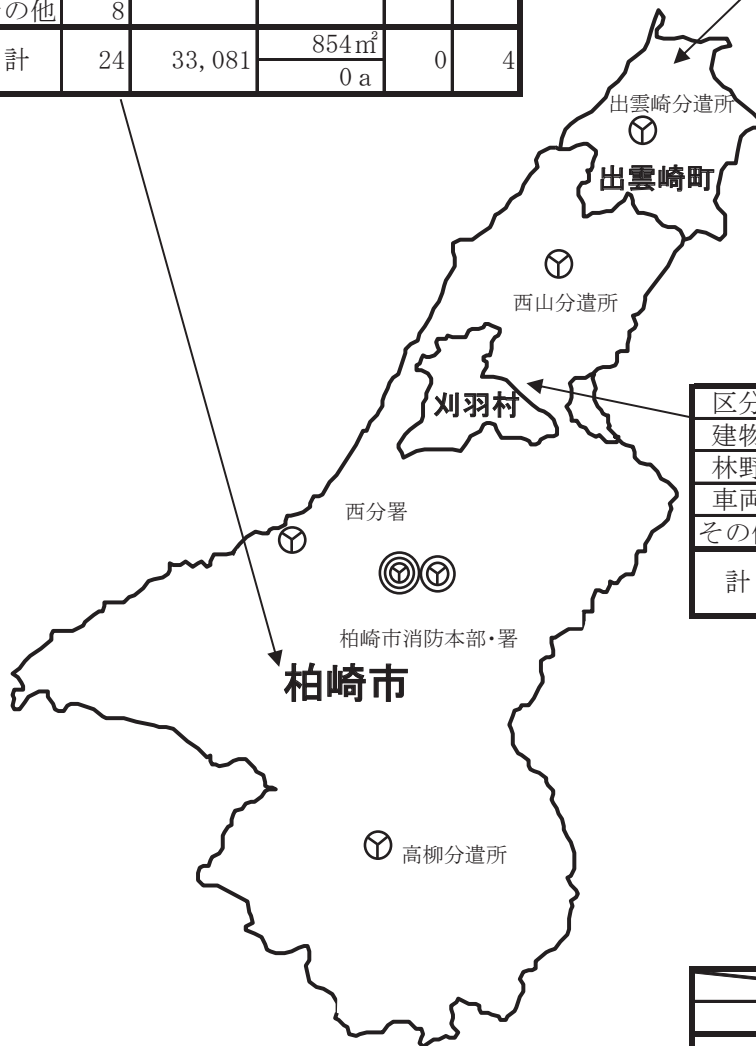 の他 8
計 24 33,081 854㎡ 0 4
0 a
出雲崎分遣所
出雲崎町
西山分遣所
刈羽村
区分
建物
林野
車両
その他
計
西分署
柏崎市消防本部・署
柏崎市
高柳分遣所